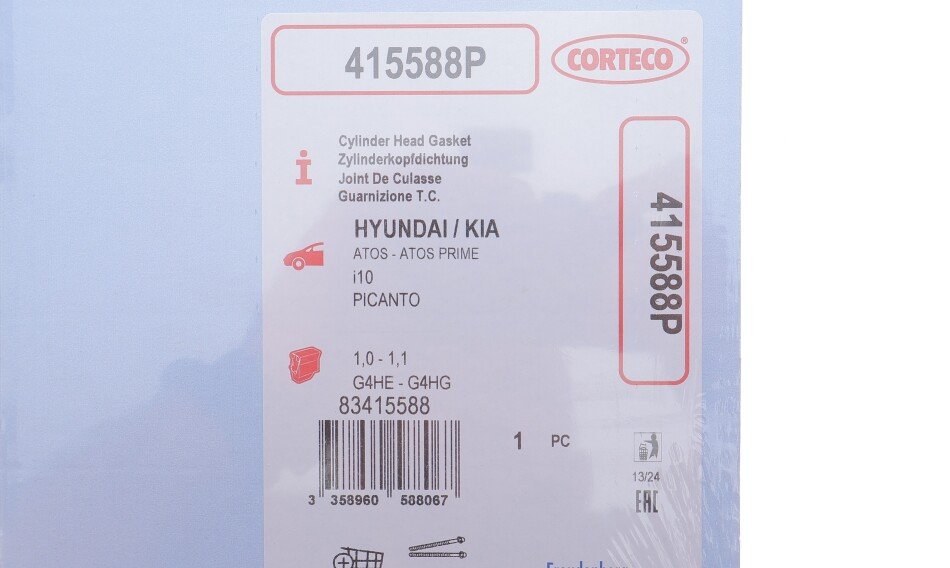 415588P
CORTECO®
Cylinder Head Gasket
Zylinderkopfdichtung
Joint De Culasse
Guarnizione T.C.
HYUNDAI / KIA
ATOS - ATOS PRIME
i10
PICANTO
415588P
1,0 - 1,1
G4HE - G4HG
83415588
1 PC
13/24
3 358960 588067
EAC